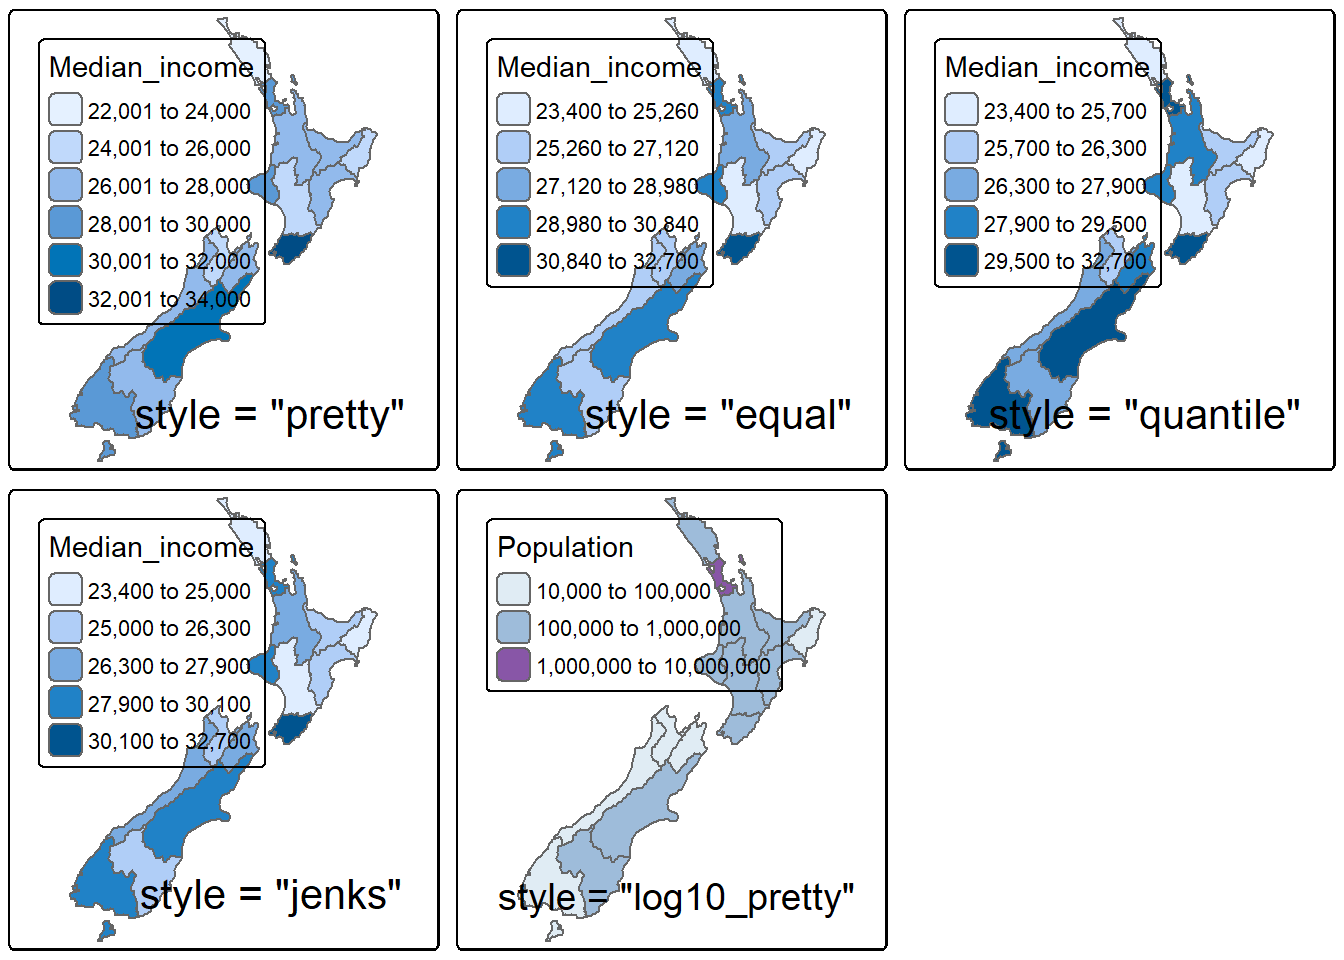 Median_income
22,001 to 24,000
24,001 to 26,000
26,001 to 28,000
28,001 to 30,000
30,001 to 32,000
32,001 to 34,000
style = "pretty"
Median_income
23,400 to 25,260
25,260 to 27,120
27,120 to 28,980
28,980 to 30,840
30,840 to 32,700
style = "equal"
Median_income
23,400 to 25,700
25,700 to 26,300
26,300 to 27,900
27,900 to 29,500
29,500 to 32,700
style = "quantile"
Median_income
23,400 to 25,000
25,000 to 26,300
26,300 to 27,900
27,900 to 30,100
30,100 to 32,700
style = "jenks"
Population
10,000 to 100,000
100,000 to 1,000,000
1,000,000 to 10,000,000
style = "log10_pretty"